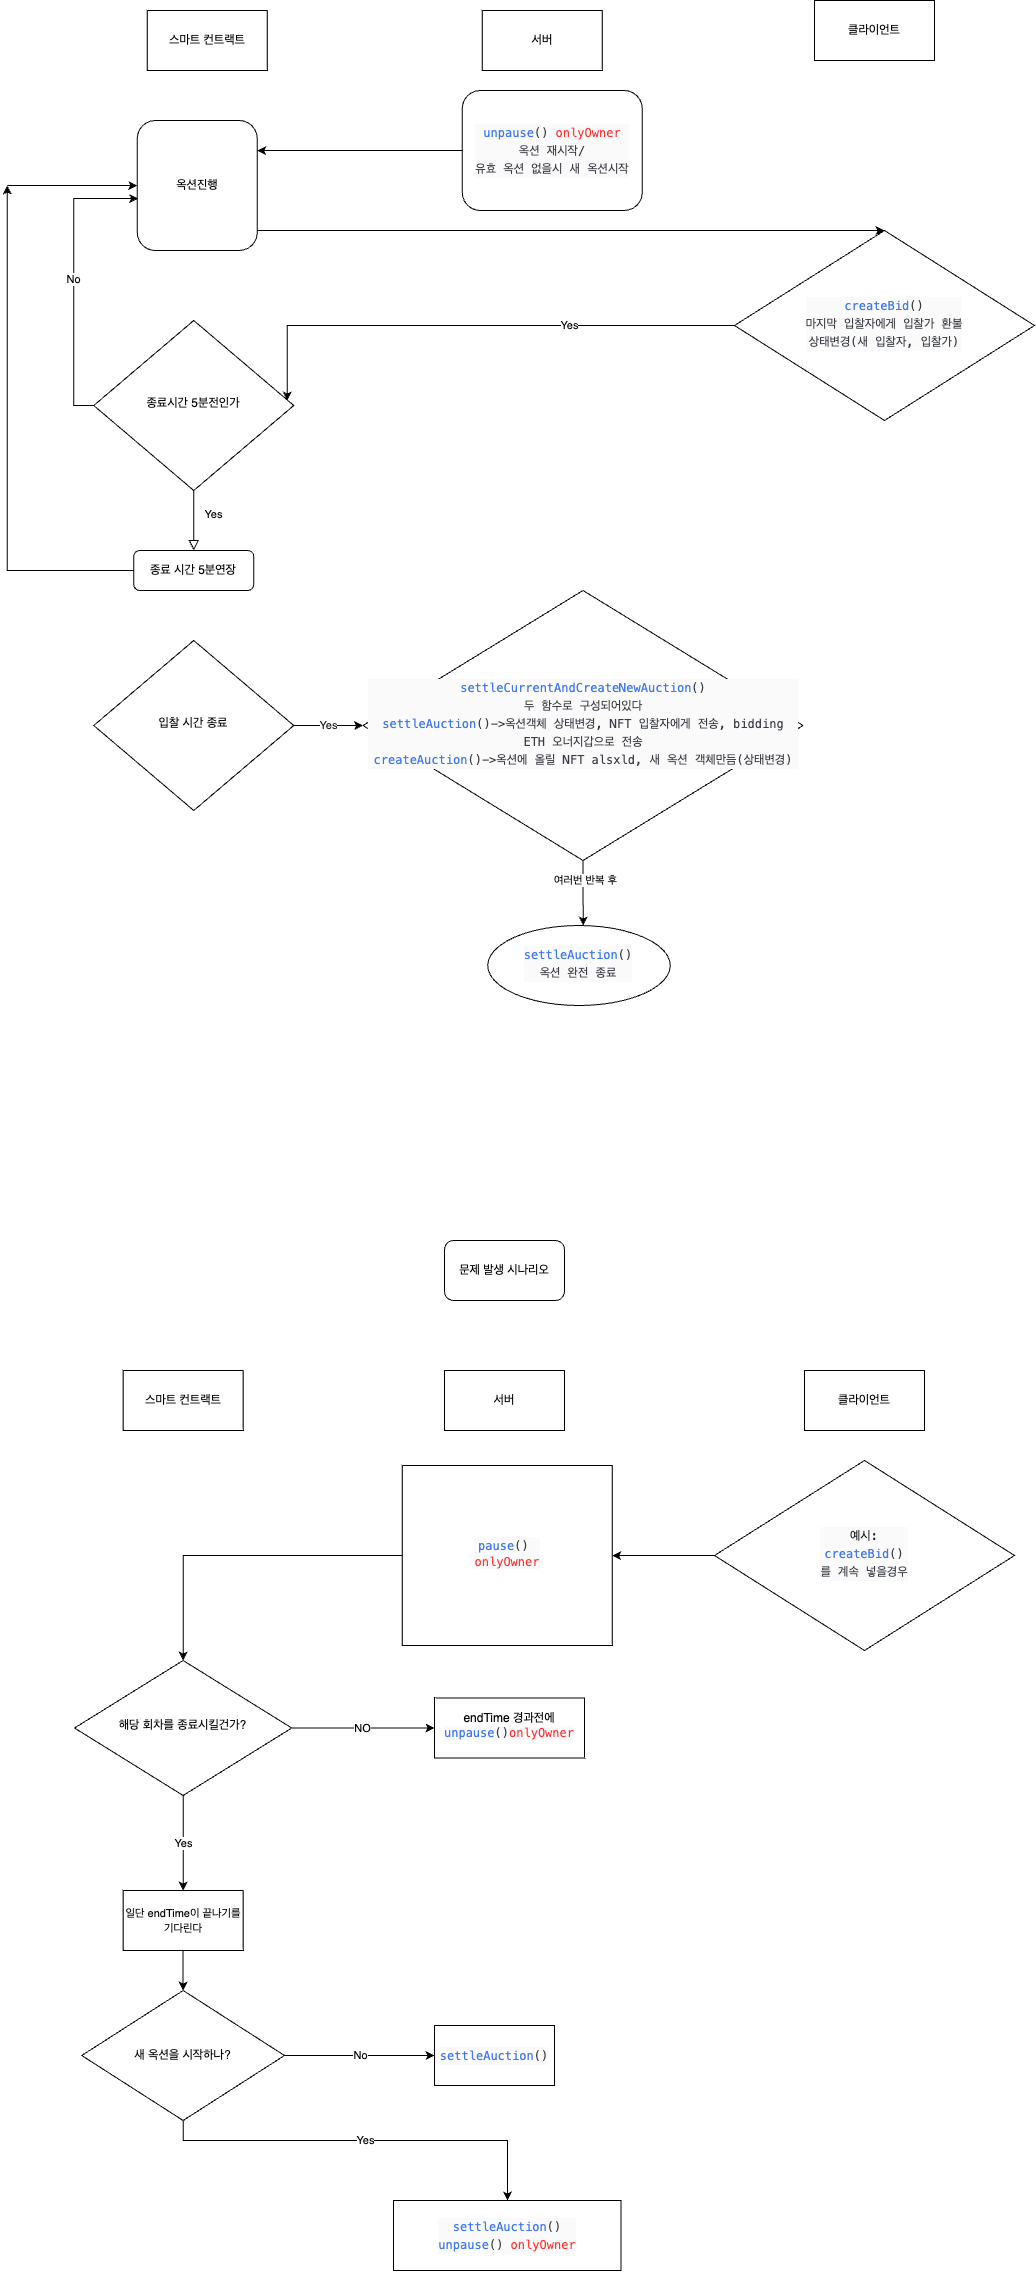 스마트 컨트랙트
서버
클라이언트
unpause() onlyOwner
옥션 재시작/
유효 옥션 없을시 새 옥션시작
옥션진행
No
createBid()
마지막 입찰자에게 입찰가 환불
상태변경(새 입찰자, 입찰가)
Yes
종료시간 5분전인가
Yes
종료 시간 5분연장
입찰 시간 종료
Yes
settleCurrentAndCreateNewAuction()
두 함수로 구성되어있다
settleAuction()->옥션객체 상태변경, NFT 입찰자에게 전송, bidding
ETH 오너지갑으로 전송
createAuction()->옥션에 올릴 NFT alsxld, 새 옥션 객체만듬(상태변경)
여러번 반복 후
settleAuction()
옥션 완전 종료
문제 발생 시나리오
스마트 컨트랙트
서버
클라이언트
pause()
onlyOwner
예시:
createBid()
를 계속 넣을경우
해당 회차를 종료시킬건가?
NO
endTime 경과전에
unpause()onlyOwner
Yes
일단 endTime이 끝나기를
기다린다
새 옥션을 시작하나?
No
settleAuction()
Yes
settleAuction()
unpause() onlyOwner